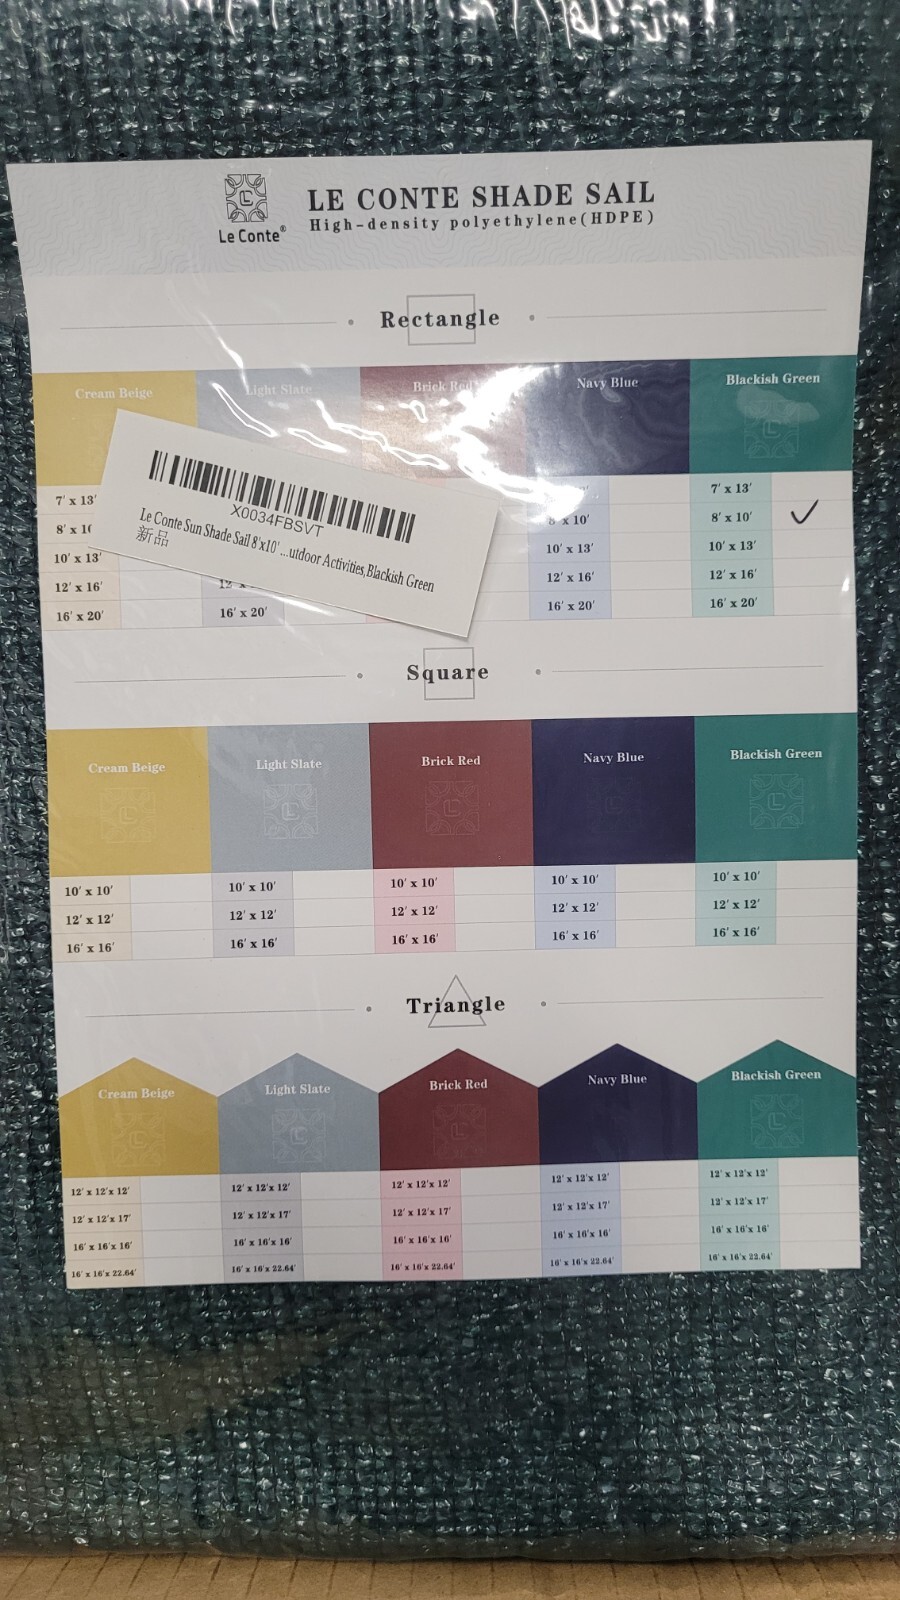 LE CONTE SHADE SAIL
High-density polyethylene(HDPE)
Le Conte®
Rectangle
Cream Beige
Light Slate
Brick Red
Navy Blue
Blackish Green
7' x 13'
8' x 10'
10' x 13'
12' x 16'
16' x 20'
12' x
16' x 20'
8' x 10'
10' x 13'
12' x 16'
16' x 20'
7' x 13'
8' x 10'
10' x 13'
12' x 16'
16' x 20'
X0034FBSVT
Le Conte Sun Shade Sail 8'x10' ...utdoor Activities,Blackish Green
新品
Square
Cream Beige
Light Slate
Brick Red
Navy Blue
Blackish Green
10' x 10'
12' x 12'
16' x 16'
10' x 10'
12' x 12'
16' x 16'
10' x 10'
12' x 12'
16' x 16'
10' x 10'
12' x 12'
16' x 16'
10' x 10'
12' x 12'
16' x 16'
Triangle
Cream Beige
Light Slate
Brick Red
Navy Blue
Blackish Green
12' x 12'x 12'
12' x 12'x 17'
16' x 16'x 16'
16' x 16'x 22.64'
12' x 12'x 12'
12' x 12'x 17'
16' x 16'x 16'
16' x 16'x 22.64'
12' x 12'x 12'
12' x 12'x 17'
16' x 16'x 16'
16' x 16'x 22.64'
12' x 12'x 12'
12' x 12'x 17'
16' x 16'x 16'
16' x 16'x 22.64'
12' x 12'x 12'
12' x 12'x 17'
16' x 16'x 16'
16' x 16'x 22.64'